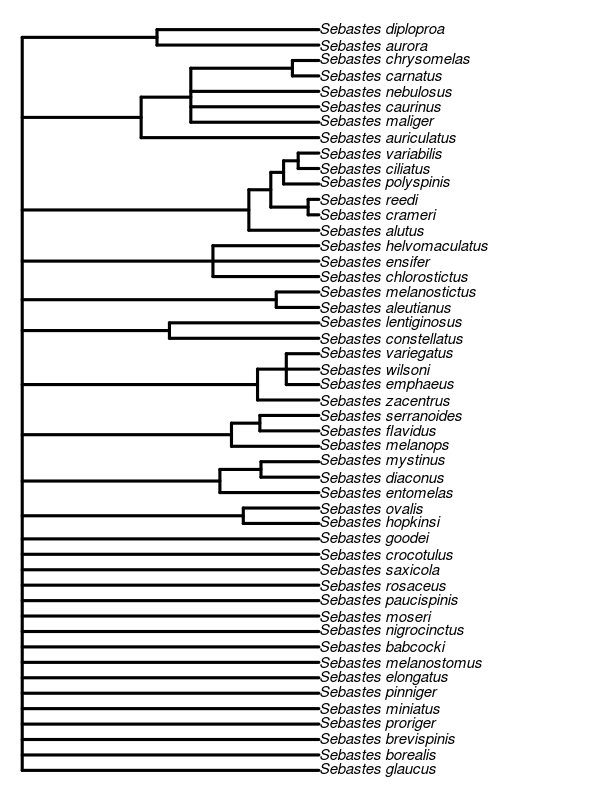 Sebastes diploproa
Sebastes aurora
Sebastes chrysomelas
Sebastes carnatus
Sebastes nebulosus
Sebastes caurinus
Sebastes maliger
Sebastes auriculatus
Sebastes variabilis
Sebastes ciliatus
Sebastes polyspinis
Sebastes reedi
Sebastes crameri
Sebastes alutus
Sebastes helvomaculatus
Sebastes ensifer
Sebastes chlorostictus
Sebastes melanostictus
Sebastes aleutianus
Sebastes lentiginosus
Sebastes constellatus
Sebastes variegatus
Sebastes wilsoni
Sebastes emphaeus
Sebastes zacentrus
Sebastes serranoides
Sebastes flavidus
Sebastes melanops
Sebastes mystinus
Sebastes diaconus
Sebastes entomelas
Sebastes ovalis
Sebastes hopkinsi
Sebastes goodei
Sebastes crocotulus
Sebastes saxicola
Sebastes rosaceus
Sebastes paucispinis
Sebastes moseri
Sebastes nigrocinctus
Sebastes babcocki
Sebastes melanostomus
Sebastes elongatus
Sebastes pinniger
Sebastes miniatus
Sebastes proriger
Sebastes brevispinis
Sebastes borealis
Sebastes glaucus